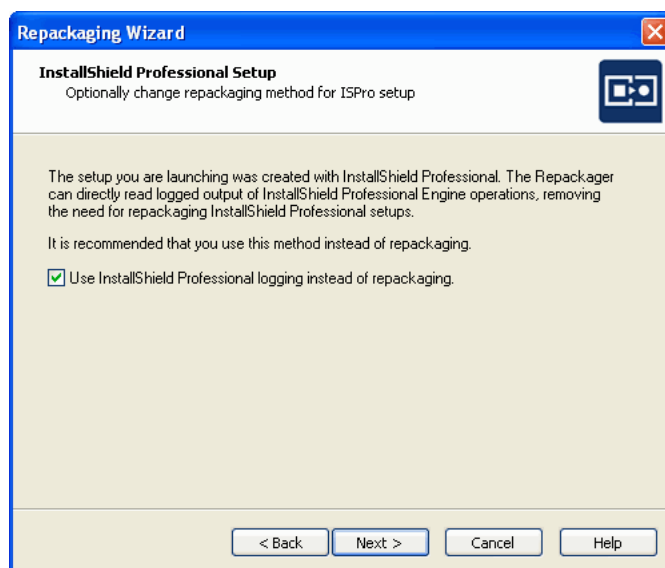 Repackaging Wizard
InstallShield Professional Setup
Optionally change repackaging method for ISPro setup
The setup you are launching was created with InstallShield Professional. The Repackager
can directly read logged output of InstallShield Professional Engine operations, removing
the need for repackaging InstallShield Professional setups.
It is recommended that you use this method instead of repackaging.
Use InstallShield Professional logging instead of repackaging.
< Back
Next >
Cancel
Help